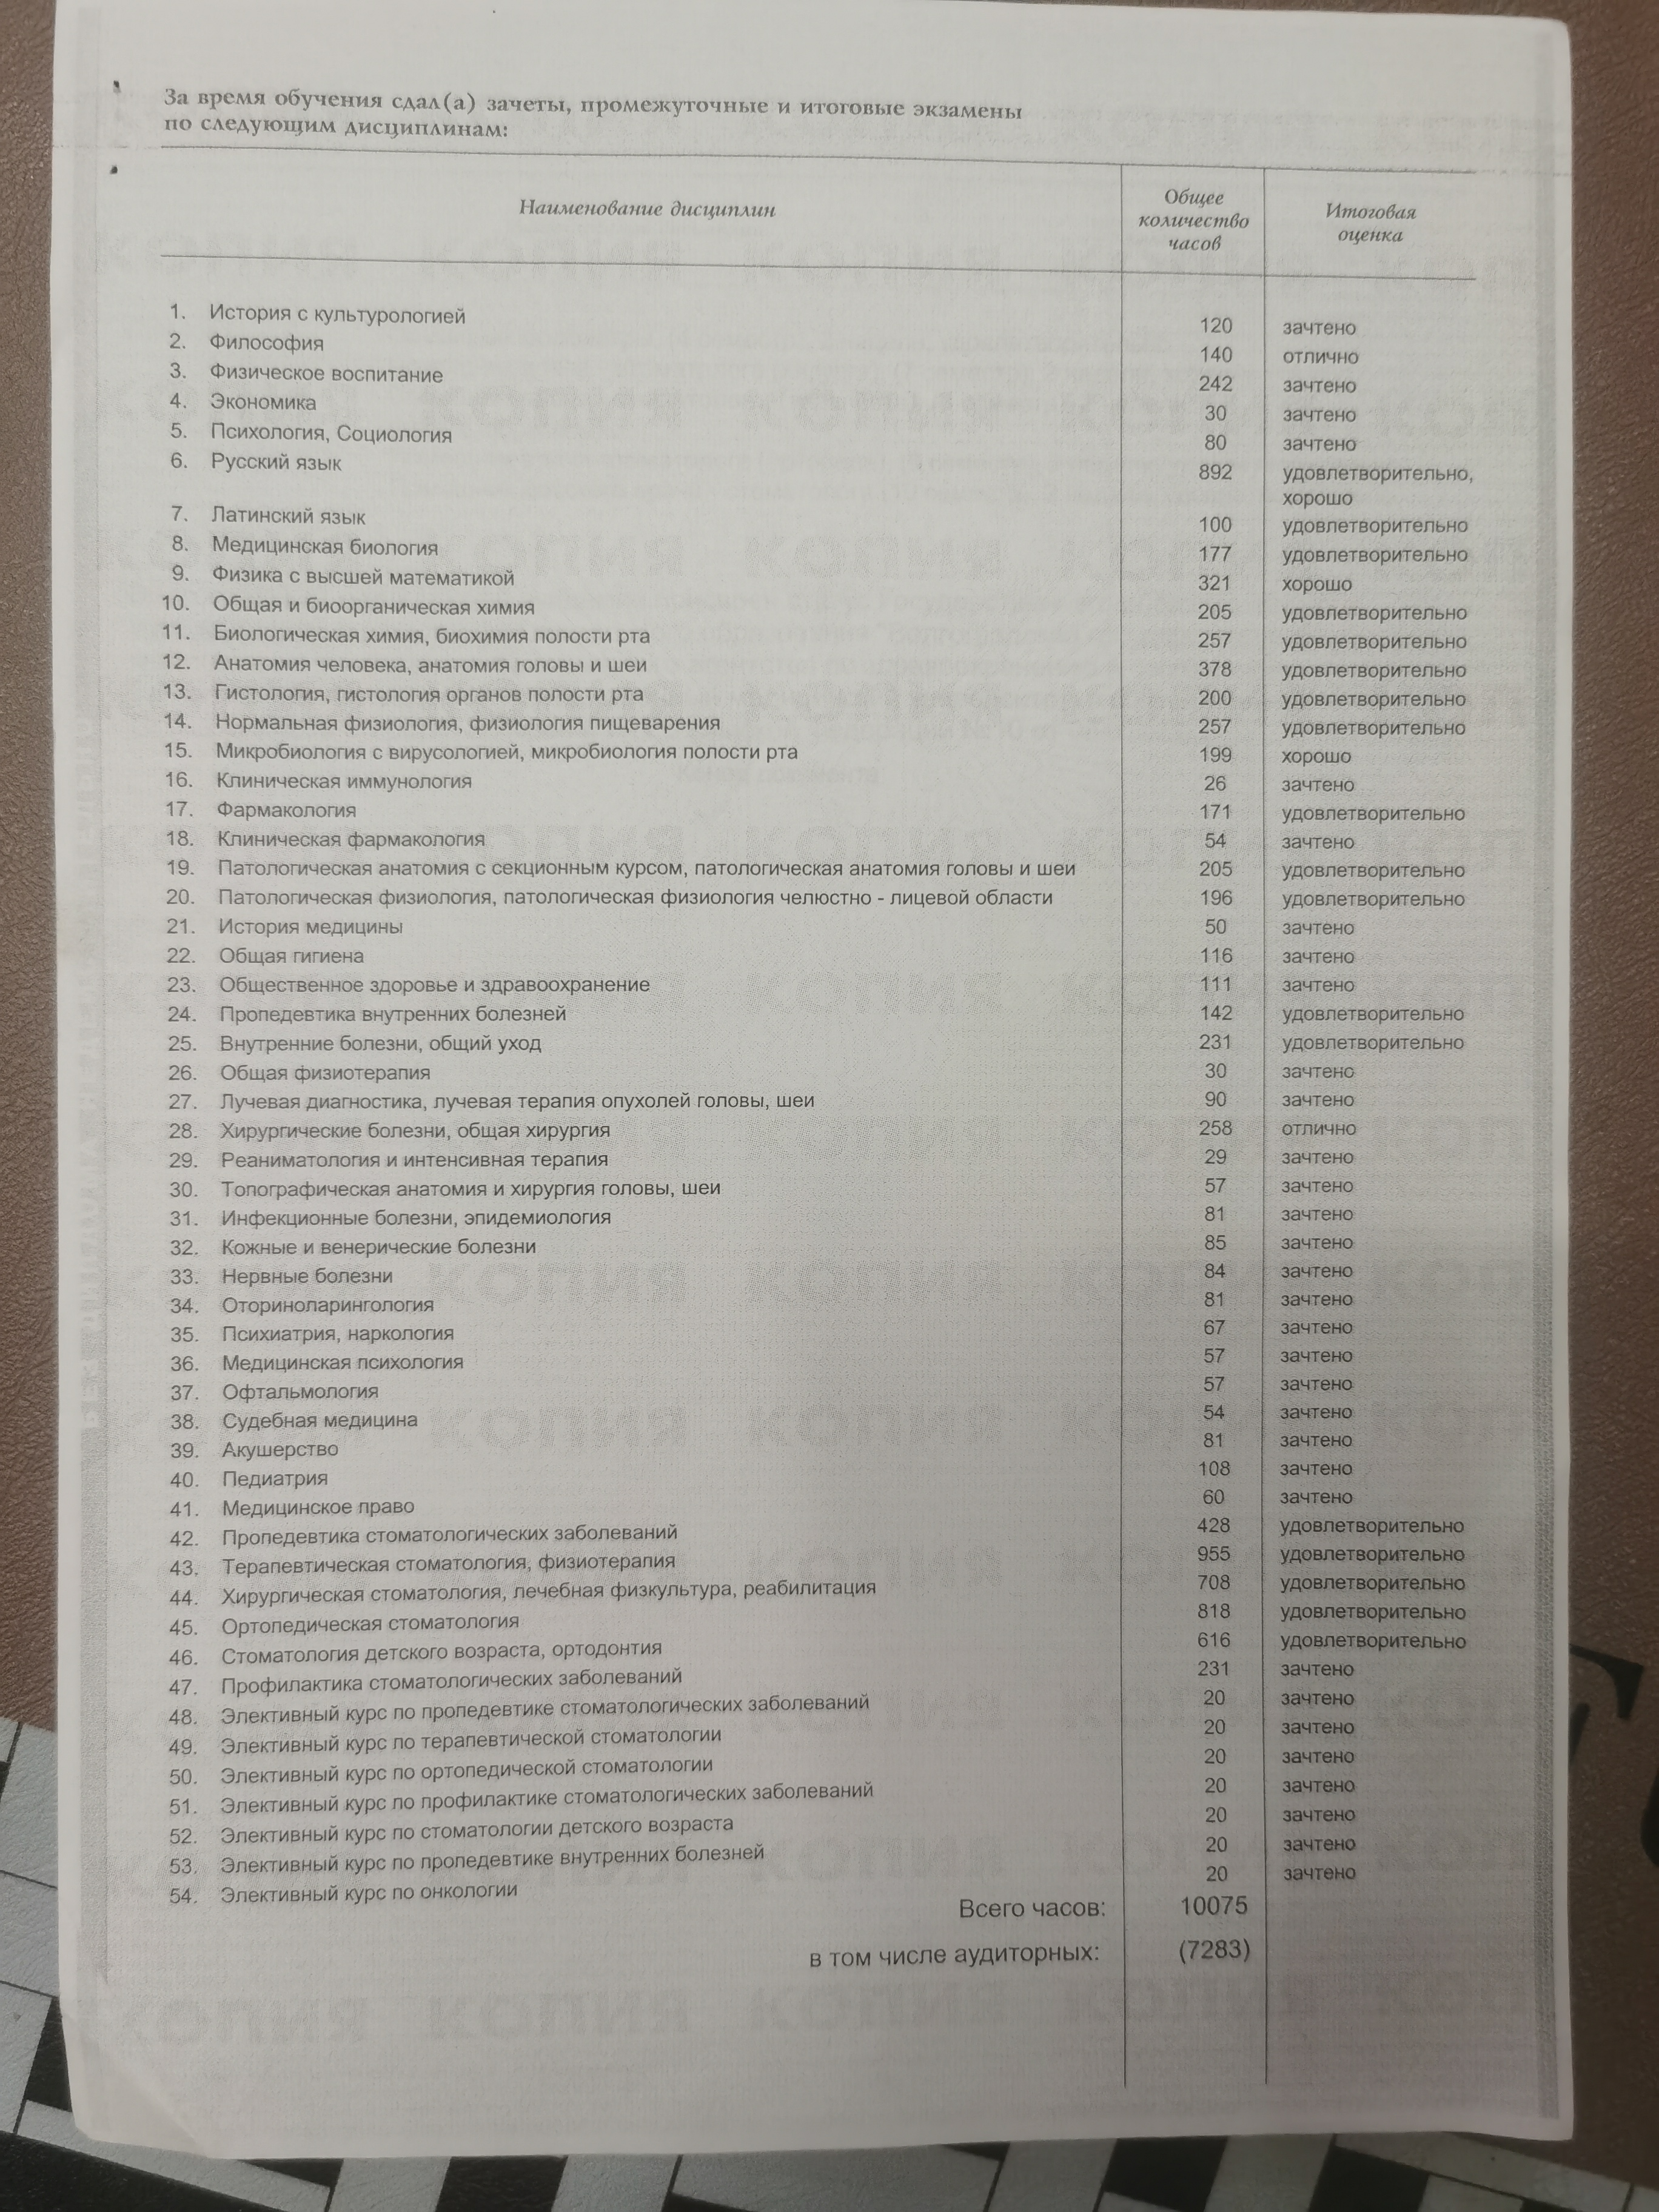 За время обучения сдал(а) зачеты, промежуточные и итоговые экзамены
по следующим дисциплинам:
Наименование дисциплин
Общее
количество
часов
Итоговая
оценка
1. История с культурологией 120 зачтено
2. Философия 140 отлично
3. Физическое воспитание 242 зачтено
4. Экономика 30 зачтено
5. Психология, Социология 80 зачтено
6. Русский язык 892 удовлетворительно,
хорошо
7. Латинский язык 100 удовлетворительно
8. Медицинская биология 177 удовлетворительно
9. Физика с высшей математикой 321 хорошо
10. Общая и биоорганическая химия 205 удовлетворительно
11. Биологическая химия, биохимия полости рта 257 удовлетворительно
12. Анатомия человека, анатомия головы и шеи 378 удовлетворительно
13. Гистология, гистология органов полости рта 200 удовлетворительно
14. Нормальная физиология, физиология пищеварения 257 удовлетворительно
15. Микробиология с вирусологией, микробиология полости рта 199 хорошо
16. Клиническая иммунология 26 зачтено
17. Фармакология 171 удовлетворительно
18. Клиническая фармакология 54 зачтено
19. Патологическая анатомия с секционным курсом, патологическая анатомия головы и шеи 205 удовлетворительно
20. Патологическая физиология, патологическая физиология челюстно - лицевой области 196 удовлетворительно
21. История медицины 50 зачтено
22. Общая гигиена 116 зачтено
23. Общественное здоровье и здравоохранение 111 зачтено
24. Пропедевтика внутренних болезней 142 удовлетворительно
25. Внутренние болезни, общий уход 231 удовлетворительно
26. Общая физиотерапия 30 зачтено
27. Лучевая диагностика, лучевая терапия опухолей головы, шеи 90 зачтено
28. Хирургические болезни, общая хирургия 258 отлично
29. Реаниматология и интенсивная терапия 29 зачтено
30. Топографическая анатомия и хирургия головы, шеи 57 зачтено
31. Инфекционные болезни, эпидемиология 81 зачтено
32. Кожные и венерические болезни 85 зачтено
33. Нервные болезни 84 зачтено
34. Оториноларингология 81 зачтено
35. Психиатрия, наркология 67 зачтено
36. Медицинская психология 57 зачтено
37. Офтальмология 57 зачтено
38. Судебная медицина 54 зачтено
39. Акушерство 81 зачтено
40. Педиатрия 108 зачтено
41. Медицинское право 60 зачтено
42. Пропедевтика стоматологических заболеваний 428 удовлетворительно
43. Терапевтическая стоматология, физиотерапия 955 удовлетворительно
44. Хирургическая стоматология, лечебная физкультура, реабилитация 708 удовлетворительно
45. Ортопедическая стоматология 818 удовлетворительно
46. Стоматология детского возраста, ортодонтия 616 удовлетворительно
47. Профилактика стоматологических заболеваний 231 зачтено
48. Элективный курс по пропедевтике стоматологических заболеваний 20 зачтено
49. Элективный курс по терапевтической стоматологии 20 зачтено
50. Элективный курс по ортопедической стоматологии 20 зачтено
51. Элективный курс по профилактике стоматологических заболеваний 20 зачтено
52. Элективный курс по стоматологии детского возраста 20 зачтено
53. Элективный курс по пропедевтике внутренних болезней 20 зачтено
54. Элективный курс по онкологии 20 зачтено
Всего часов: 10075
в том числе аудиторных: (7283)